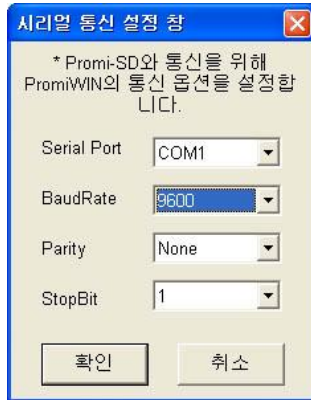 시리얼 통신 설정 창
* Promi-SD와 통신을 위해
PromiWIN의 통신 옵션을 설정합
니다.
Serial Port COM1
BaudRate 9600
Parity None
StopBit 1
확인 취소